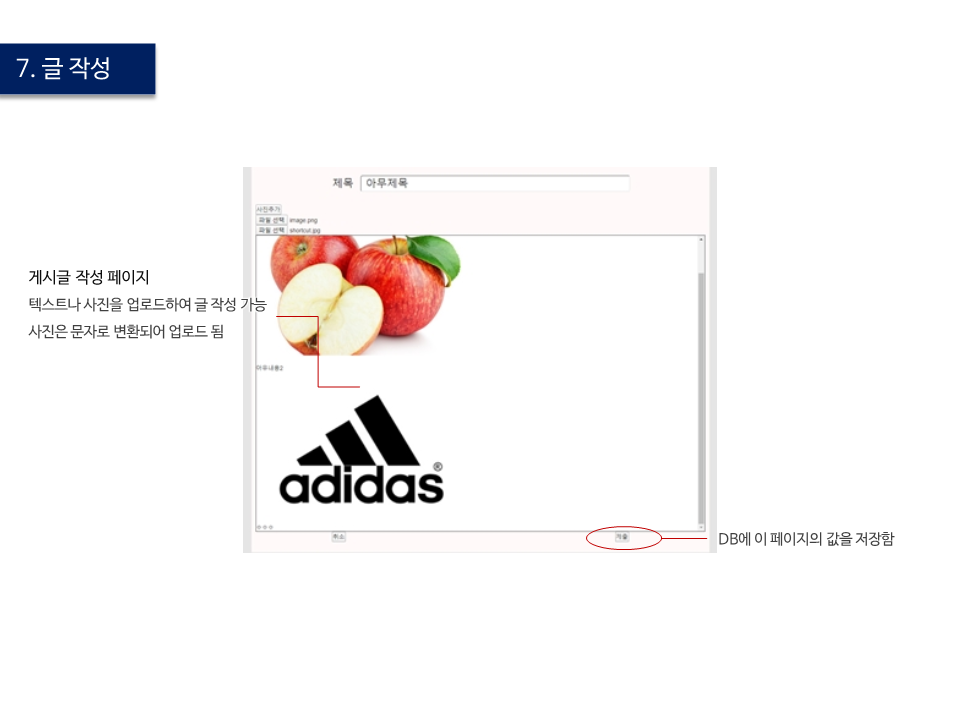 7. 글 작성
제목 아무제목
사진추가
파일 선택 image.png
파일 선택 shortcut.jpg
게시글 작성 페이지
텍스트나 사진을 업로드하여 글 작성 가능
사진은 문자로 변환되어 업로드 됨
아무내용2
adidas®
취소
제출
DB에 이 페이지의 값을 저장함